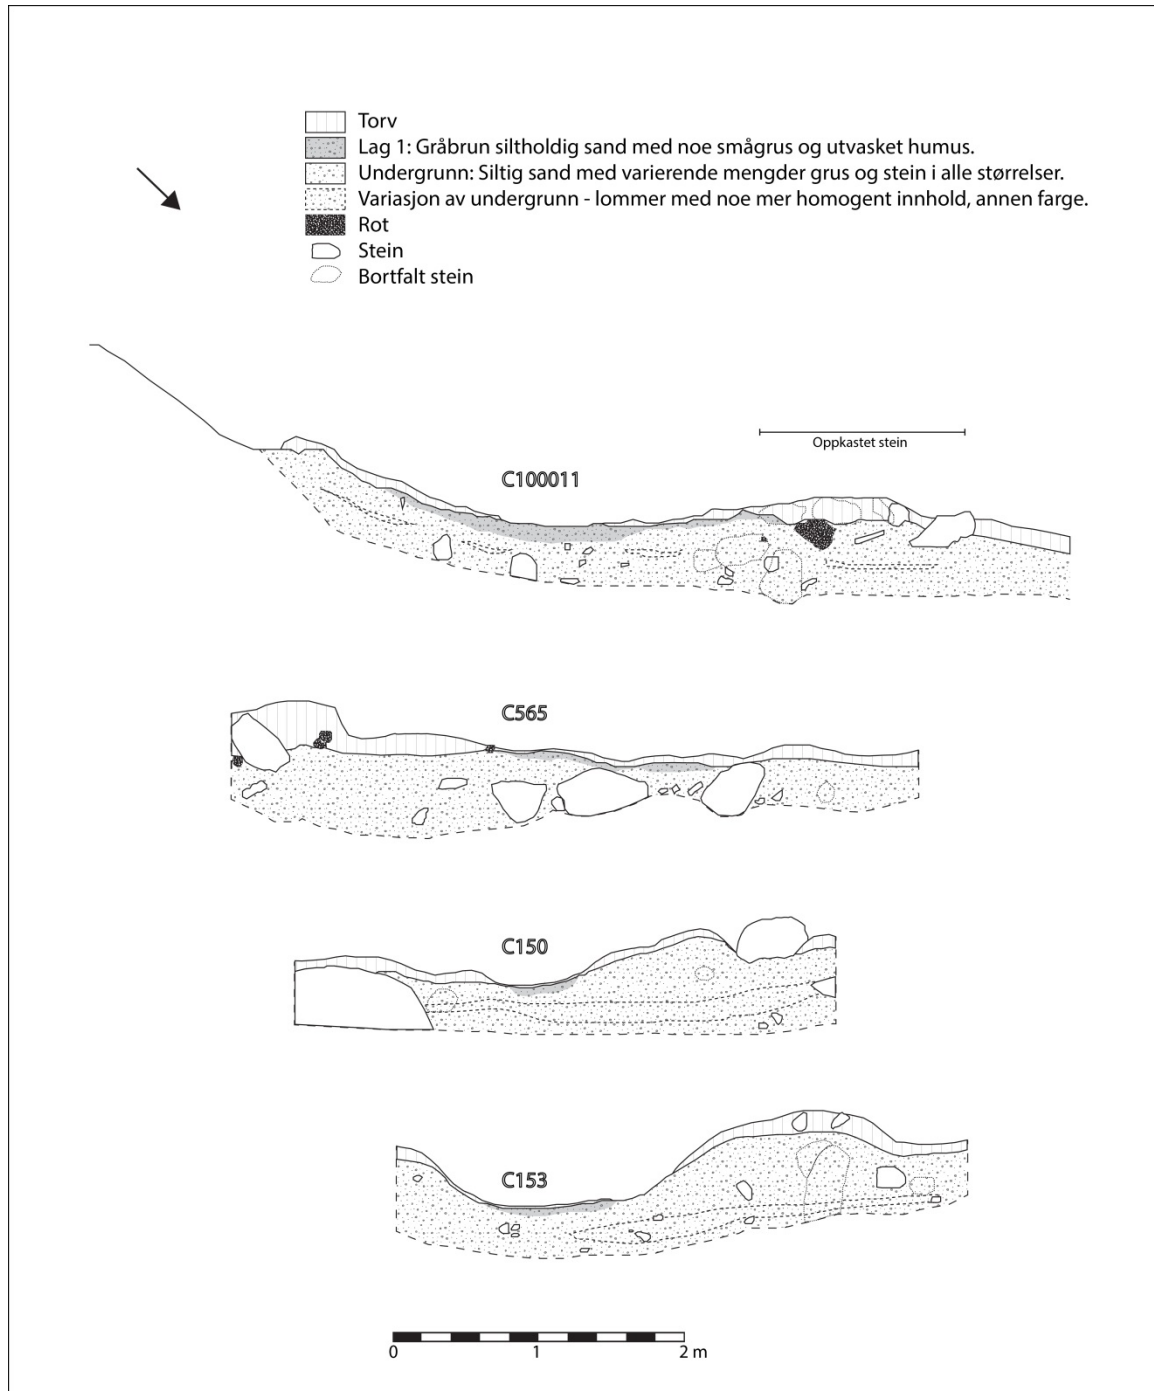 Torv
Lag 1: Gråbrun siltholdig sand med noe smågrus og utvasket humus.
Undergrunn: Siltig sand med varierende mengder grus og stein i alle størrelser.
Variasjon av undergrunn - lommer med noe mer homogent innhold, annen farge.
Rot
Stein
Bortfalt stein
Oppkastet stein
C100011
C565
C150
C153
0 1 2 m